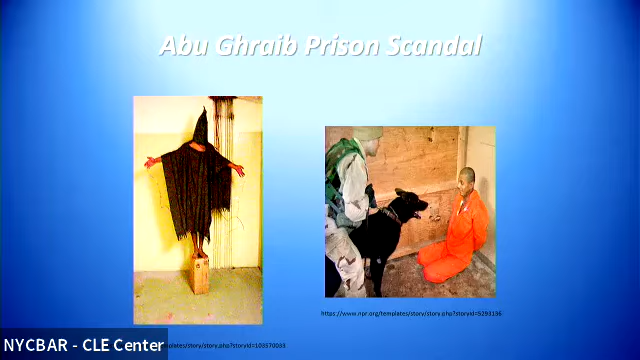 Abu Ghraib Prison Scandal
https://www.npr.org/templates/story/story.php?storyid=5293136
NYCBAR - CLE Center
plates/story/story.php?storyid=103570033